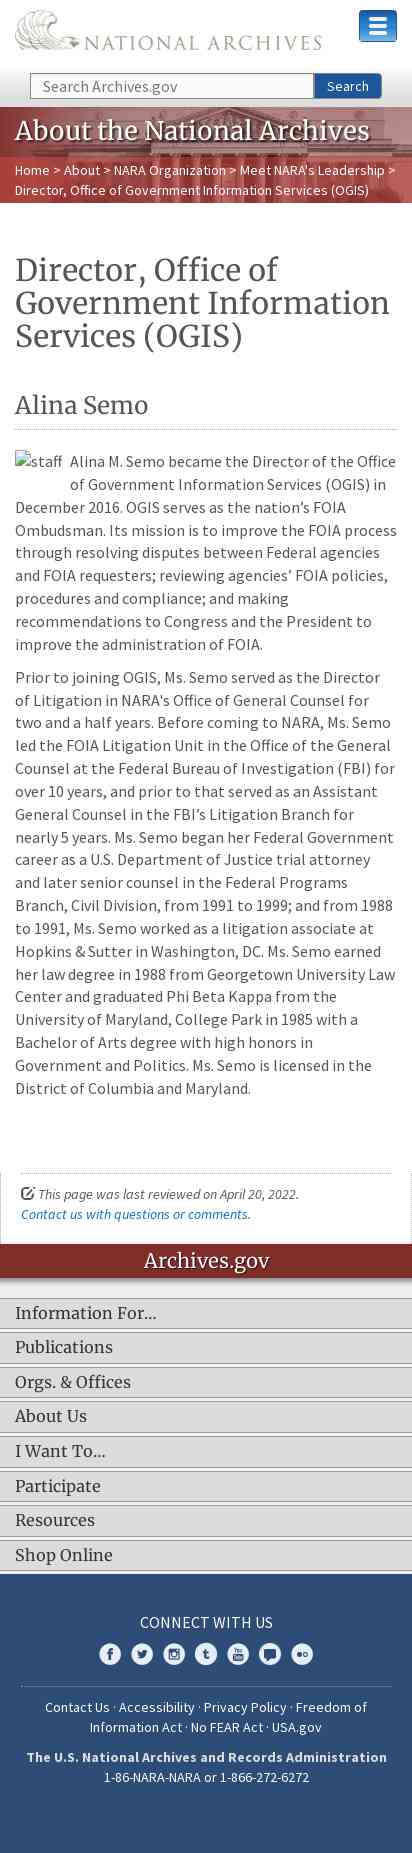 NATIONAL ARCHIVES
Search Archives.gov
Search
About the National Archives
Home > About > NARA Organization > Meet NARA's Leadership >
Director, Office of Government Information Services (OGIS)
Director, Office of
Government Information
Services (OGIS)
Alina Semo
staff Alina M. Semo became the Director of the Office
of Government Information Services (OGIS) in
December 2016. OGIS serves as the nation’s FOIA
Ombudsman. Its mission is to improve the FOIA process
through resolving disputes between Federal agencies
and FOIA requesters; reviewing agencies’ FOIA policies,
procedures and compliance; and making
recommendations to Congress and the President to
improve the administration of FOIA.
Prior to joining OGIS, Ms. Semo served as the Director
of Litigation in NARA's Office of General Counsel for
two and a half years. Before coming to NARA, Ms. Semo
led the FOIA Litigation Unit in the Office of the General
Counsel at the Federal Bureau of Investigation (FBI) for
over 10 years, and prior to that served as an Assistant
General Counsel in the FBI’s Litigation Branch for
nearly 5 years. Ms. Semo began her Federal Government
career as a U.S. Department of Justice trial attorney
and later senior counsel in the Federal Programs
Branch, Civil Division, from 1991 to 1999; and from 1988
to 1991, Ms. Semo worked as a litigation associate at
Hopkins & Sutter in Washington, DC. Ms. Semo earned
her law degree in 1988 from Georgetown University Law
Center and graduated Phi Beta Kappa from the
University of Maryland, College Park in 1985 with a
Bachelor of Arts degree with high honors in
Government and Politics. Ms. Semo is licensed in the
District of Columbia and Maryland.
This page was last reviewed on April 20, 2022.
Contact us with questions or comments.
Archives.gov
Information For…
Publications
Orgs. & Offices
About Us
I Want To…
Participate
Resources
Shop Online
CONNECT WITH US
Contact Us · Accessibility · Privacy Policy · Freedom of
Information Act · No FEAR Act · USA.gov
The U.S. National Archives and Records Administration
1-86-NARA-NARA or 1-866-272-6272